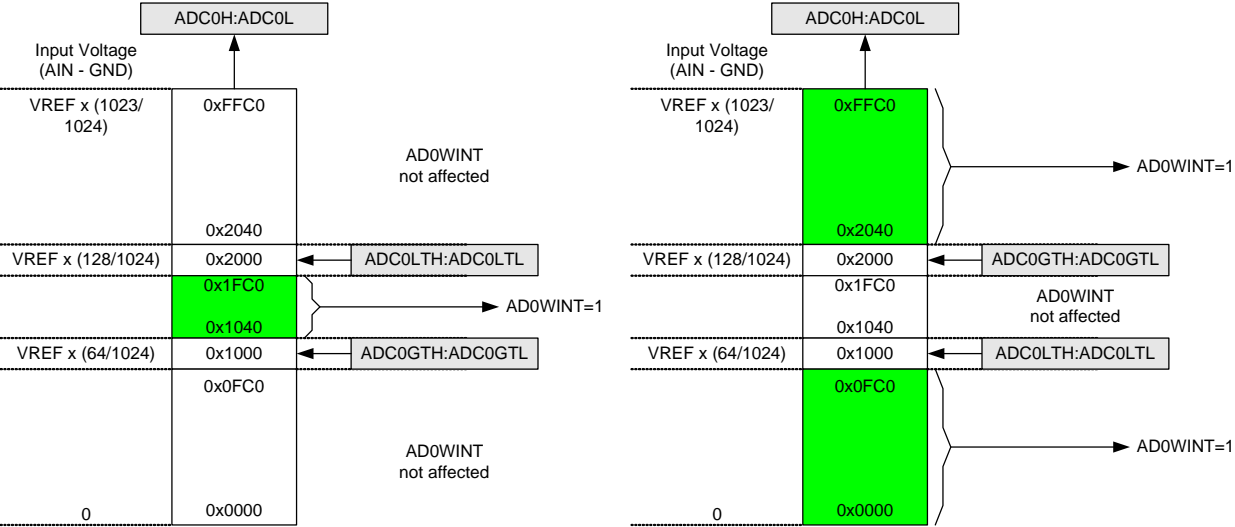 ADC0H:ADC0L
Input Voltage
(AIN - GND)
VREF x (1023/
1024)
0xFFC0
AD0WINT
not affected
0x2040
VREF x (128/1024)
0x2000
ADC0LTH:ADC0LTL
0x1FC0
AD0WINT=1
0x1040
VREF x (64/1024)
0x1000
ADC0GTH:ADC0GTL
0x0FC0
AD0WINT
not affected
0
0x0000
ADC0H:ADC0L
Input Voltage
(AIN - GND)
VREF x (1023/
1024)
0xFFC0
AD0WINT=1
0x2040
VREF x (128/1024)
0x2000
ADC0GTH:ADC0GTL
0x1FC0
AD0WINT
not affected
0x1040
VREF x (64/1024)
0x1000
ADC0LTH:ADC0LTL
0x0FC0
AD0WINT=1
0
0x0000